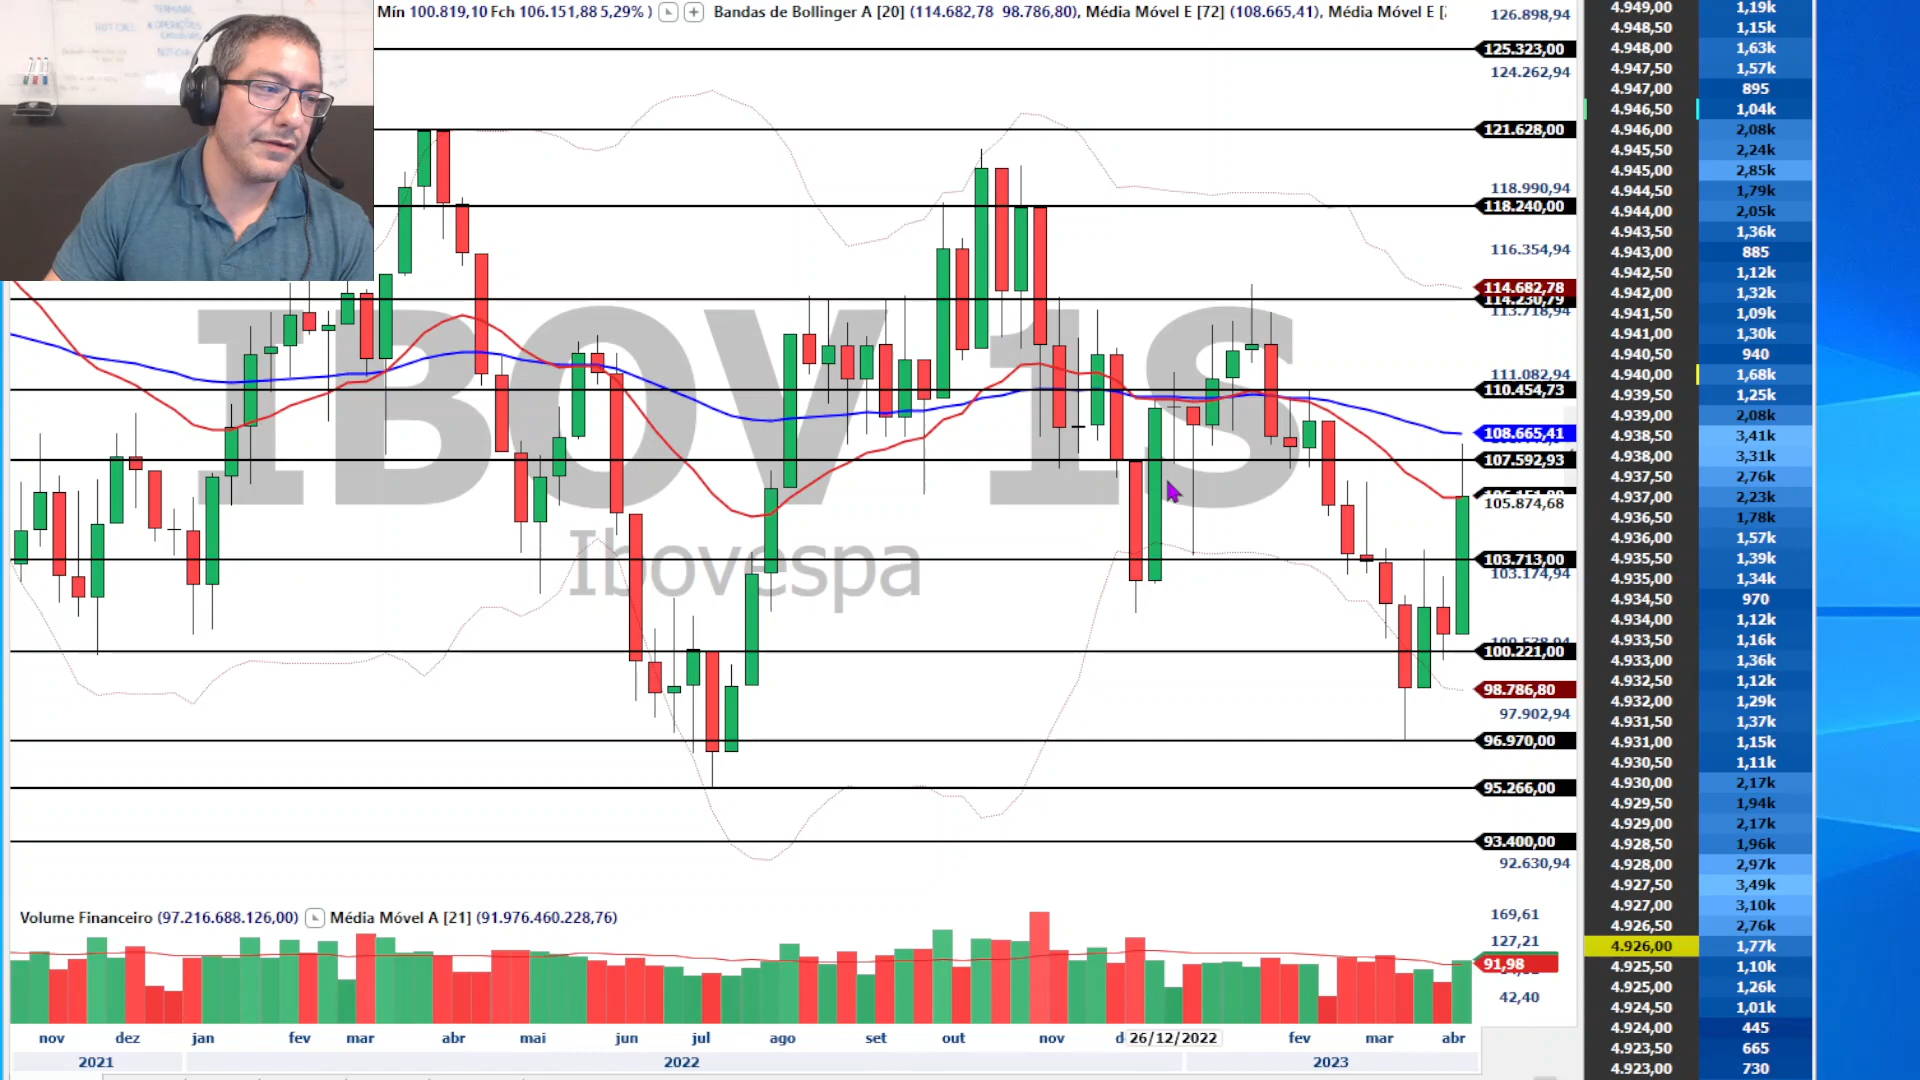 TERMINAL
HOT CALL
Mín 100.819,10 Fch 106.151,88 5,29% ) Bandas de Bollinger A [20] (114.682,78 98.786,80), Média Móvel E [72] (108.665,41), Média Móvel E [
126.898,94
125.323,00
124.262,94
121.628,00
118.990,94
118.240,00
116.354,94
114.682,78
114.230,79
113.718,94
111.082,94
110.454,73
108.665,41
107.592,93
106.151,88
105.874,68
103.713,00
103.174,94
100.538,94
100.221,00
98.786,80
97.902,94
96.970,00
95.266,00
93.400,00
92.630,94
IBOV 1S
Ibovespa
Volume Financeiro (97.216.688.126,00) Média Móvel A [21] (91.976.460.228,76)
169,61
127,21
91,98
42,40
nov dez jan fev mar abr mai jun jul ago set out nov d 26/12/2022 fev mar abr
2021 2022 2023
4.949,00 1,19k
4.948,50 1,15k
4.948,00 1,63k
4.947,50 1,57k
4.947,00 895
4.946,50 1,04k
4.946,00 2,08k
4.945,50 2,24k
4.945,00 2,85k
4.944,50 1,79k
4.944,00 2,05k
4.943,50 1,36k
4.943,00 885
4.942,50 1,12k
4.942,00 1,32k
4.941,50 1,09k
4.941,00 1,30k
4.940,50 940
4.940,00 1,68k
4.939,50 1,25k
4.939,00 2,08k
4.938,50 3,41k
4.938,00 3,31k
4.937,50 2,76k
4.937,00 2,23k
4.936,50 1,78k
4.936,00 1,57k
4.935,50 1,39k
4.935,00 1,34k
4.934,50 970
4.934,00 1,12k
4.933,50 1,16k
4.933,00 1,36k
4.932,50 1,12k
4.932,00 1,29k
4.931,50 1,37k
4.931,00 1,15k
4.930,50 1,11k
4.930,00 2,17k
4.929,50 1,94k
4.929,00 2,17k
4.928,50 1,96k
4.928,00 2,97k
4.927,50 3,49k
4.927,00 3,10k
4.926,50 2,76k
4.926,00 1,77k
4.925,50 1,10k
4.925,00 1,26k
4.924,50 1,01k
4.924,00 445
4.923,50 665
4.923,00 730